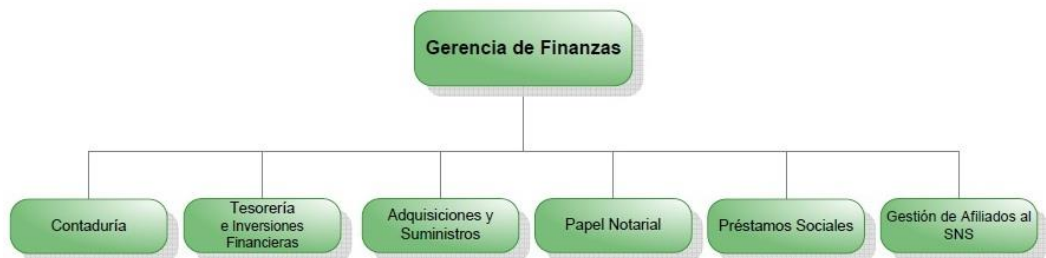 Gerencia de Finanzas
Contaduría
Tesorería
e Inversiones
Financieras
Adquisiciones y
Suministros
Papel Notarial
Préstamos Sociales
Gestión de Afiliados al
SNS